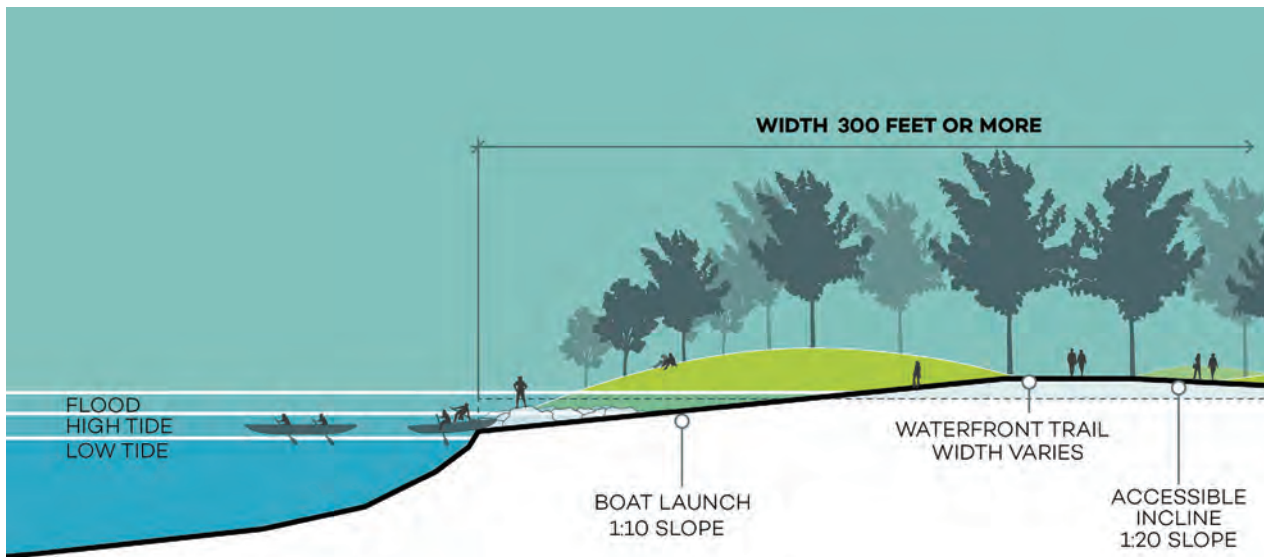 WIDTH 300 FEET OR MORE
FLOOD
HIGH TIDE
LOW TIDE
WATERFRONT TRAIL
WIDTH VARIES
BOAT LAUNCH
1:10 SLOPE
ACCESSIBLE
INCLINE
1:20 SLOPE